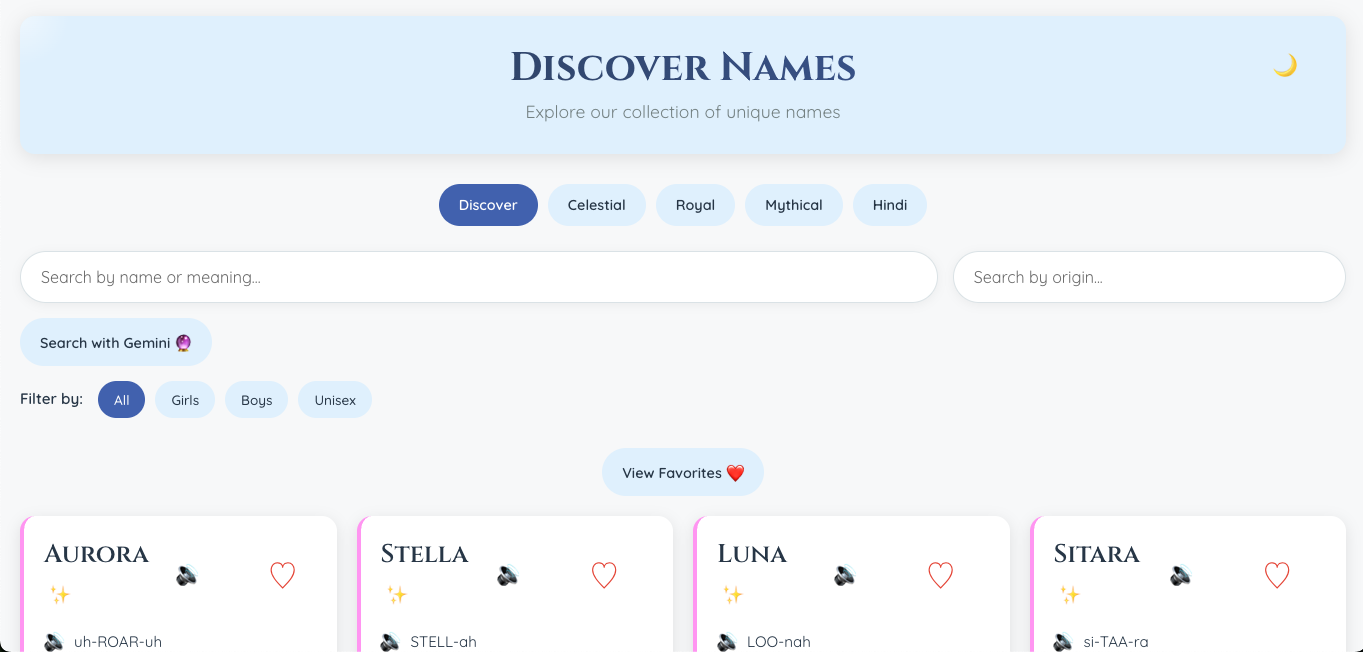 Discover Names
Explore our collection of unique names
Discover Celestial Royal Mythical Hindi
Search by name or meaning... Search by origin...
Search with Gemini 🔮
Filter by: All Girls Boys Unisex
View Favorites ❤️
Aurora Stella Luna Sitara
uh-ROAR-uh STELL-ah LOO-nah si-TAA-ra